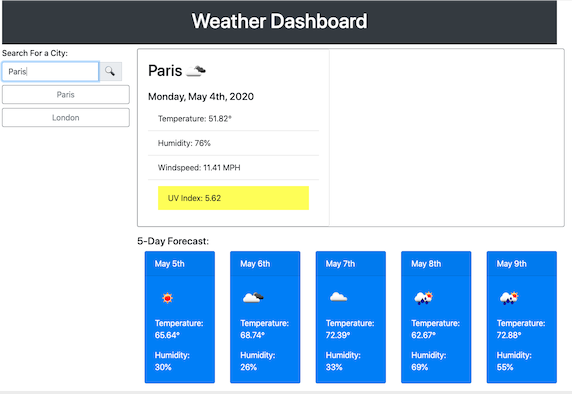 Weather Dashboard
Search For a City:
Paris
Paris
London
Paris
Monday, May 4th, 2020
Temperature: 51.82°
Humidity: 76%
Windspeed: 11.41 MPH
UV Index: 5.62
5-Day Forecast:
May 5th
Temperature:
65.64°
Humidity:
30%
May 6th
Temperature:
68.74°
Humidity:
26%
May 7th
Temperature:
72.39°
Humidity:
33%
May 8th
Temperature:
62.67°
Humidity:
69%
May 9th
Temperature:
72.88°
Humidity:
55%